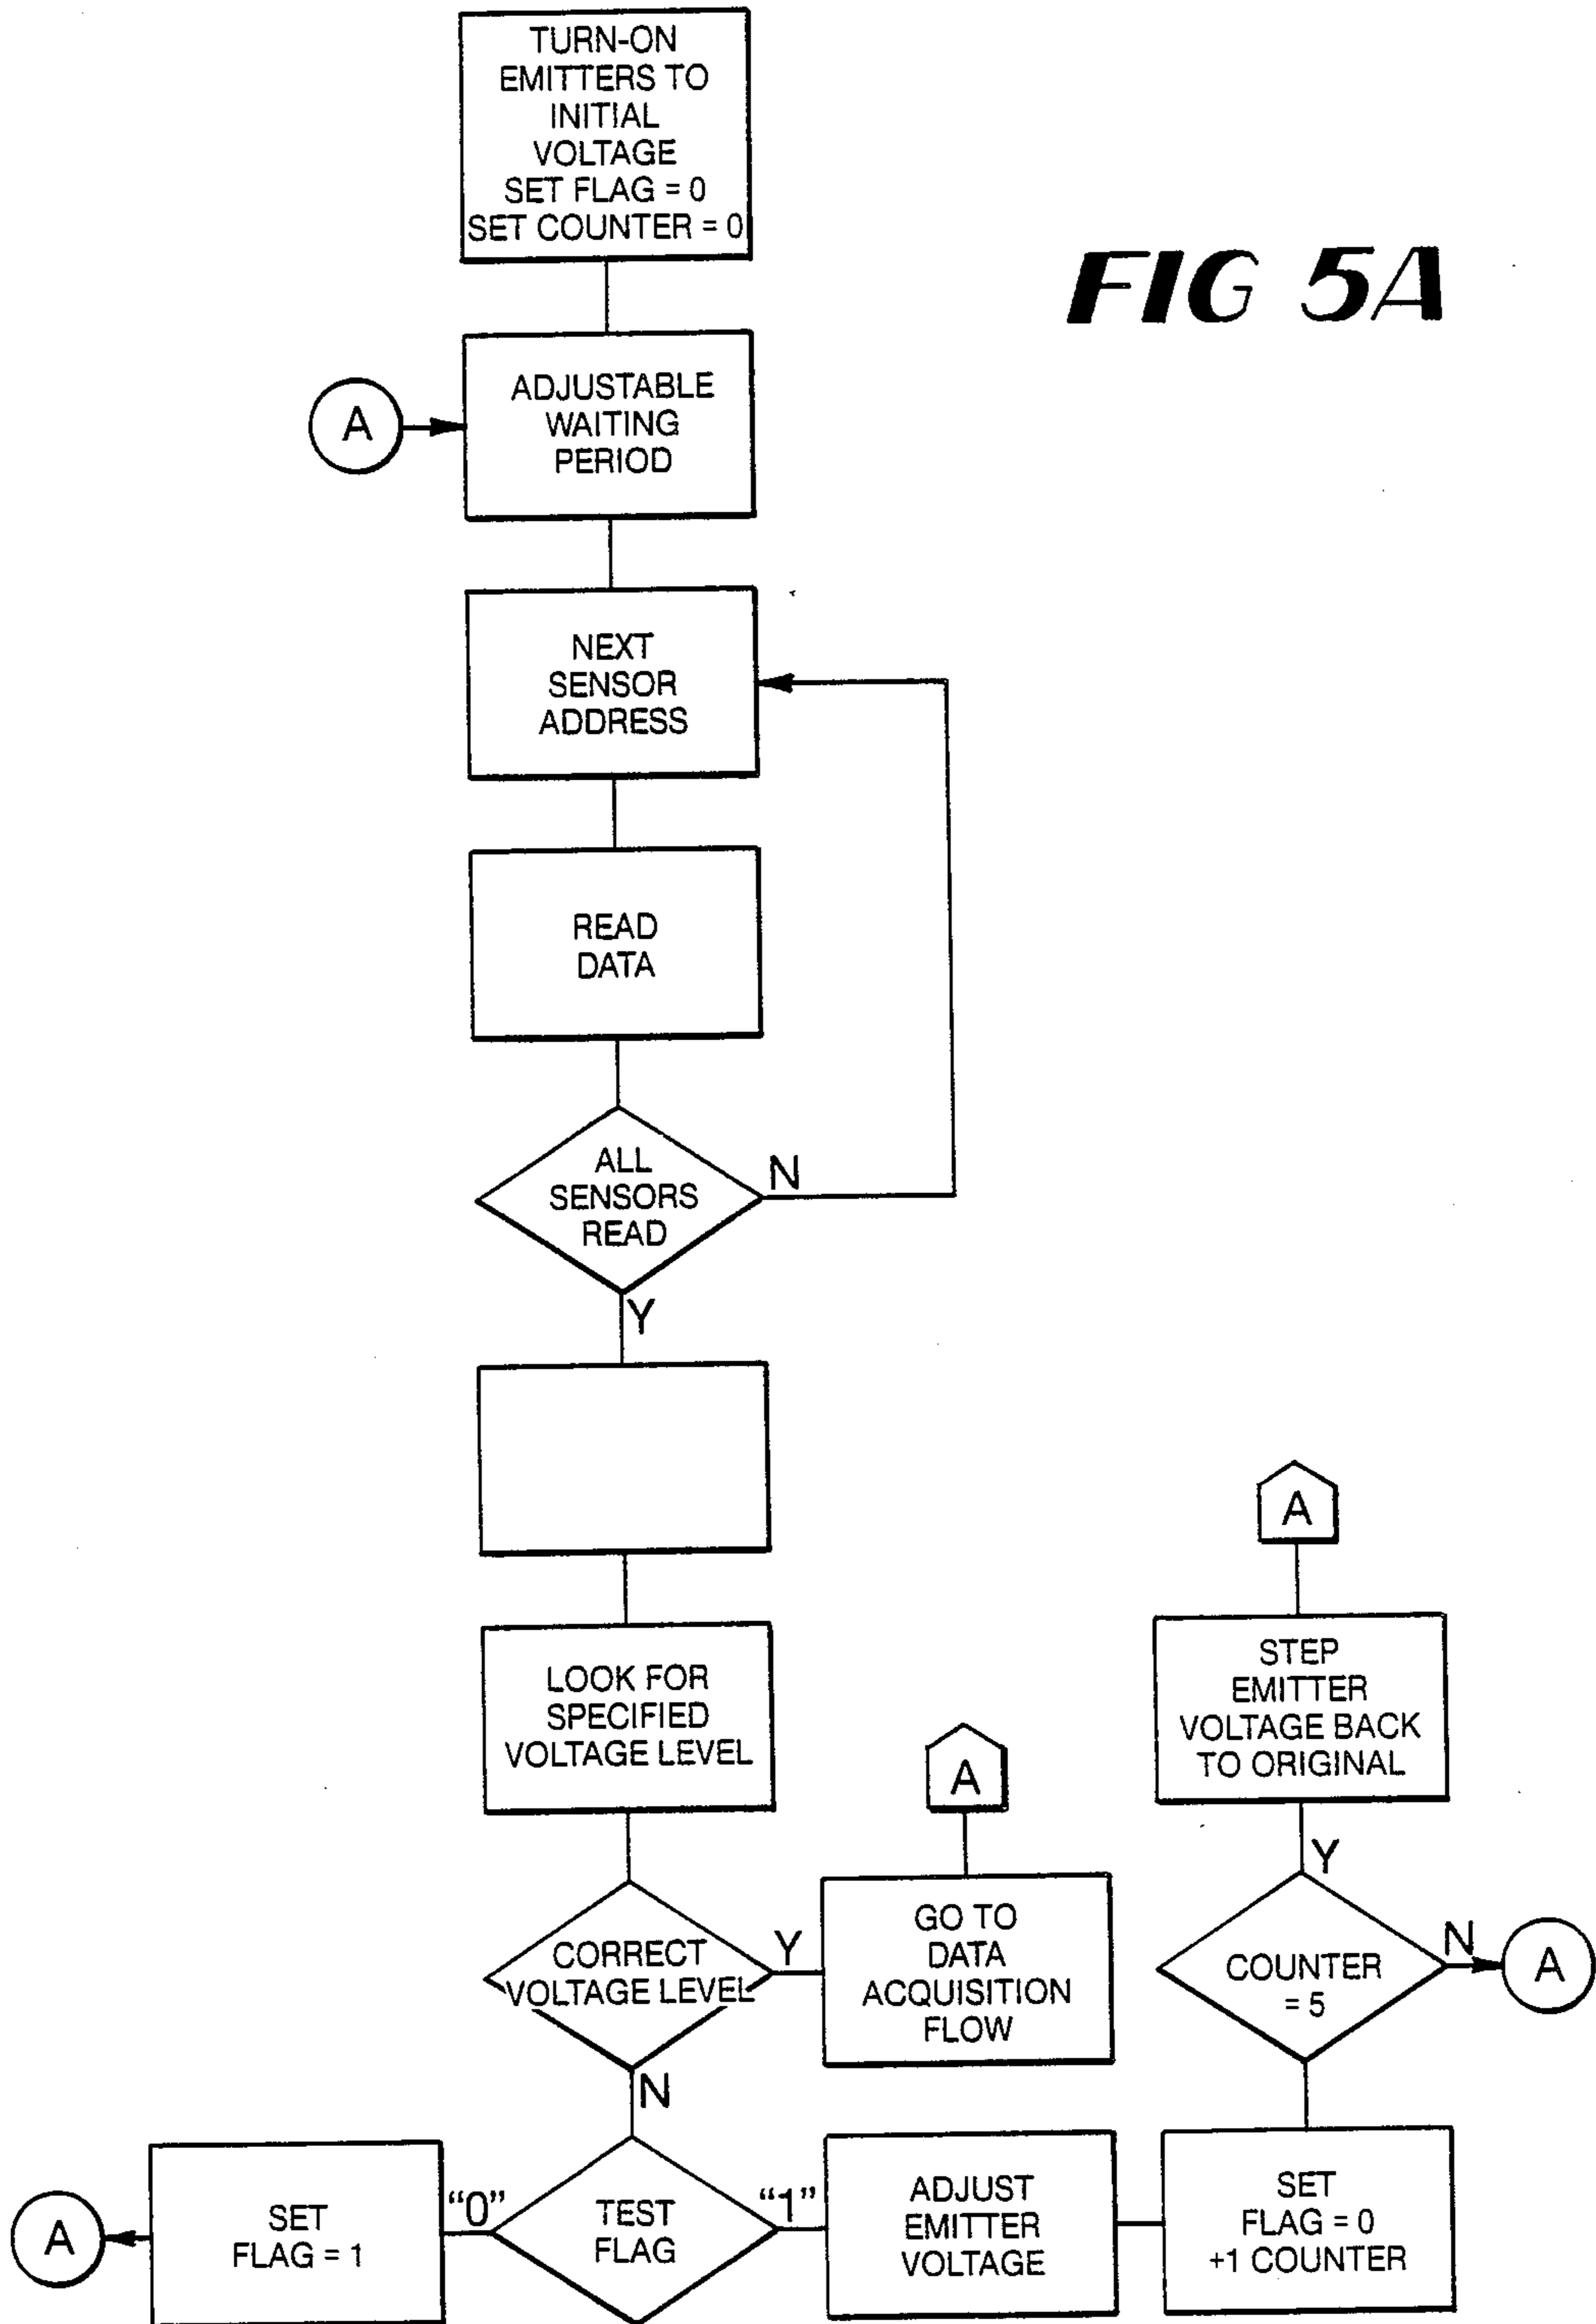 TURN-ON
EMITTERS TO
INITIAL
VOLTAGE
SET FLAG = 0
SET COUNTER = 0
FIG 5A
A
ADJUSTABLE
WAITING
PERIOD
NEXT
SENSOR
ADDRESS
READ
DATA
ALL
SENSORS
READ
N
Y
LOOK FOR
SPECIFIED
VOLTAGE LEVEL
CORRECT
VOLTAGE LEVEL
Y
N
A
GO TO
DATA
ACQUISITION
FLOW
A
STEP
EMITTER
VOLTAGE BACK
TO ORIGINAL
Y
COUNTER
= 5
N
A
A
SET
FLAG = 1
"0"
TEST
FLAG
"1"
ADJUST
EMITTER
VOLTAGE
SET
FLAG = 0
+1 COUNTER